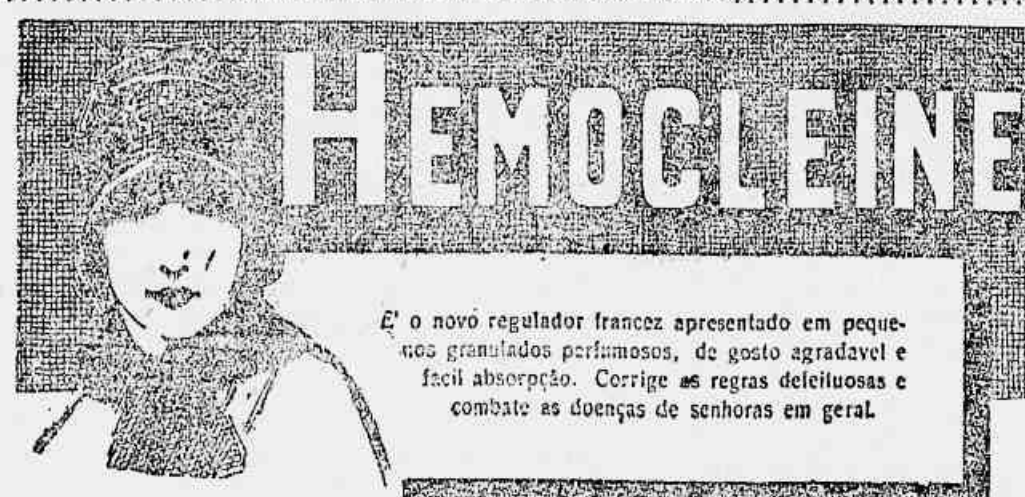 HEMOCLEINE
E' o novo regulador francez apresentado em peque-
nos granulados perfumosos, de gosto agradavel e
facil absorpção. Corrige as regras defeituosas e
combate as doenças de senhoras em geral.